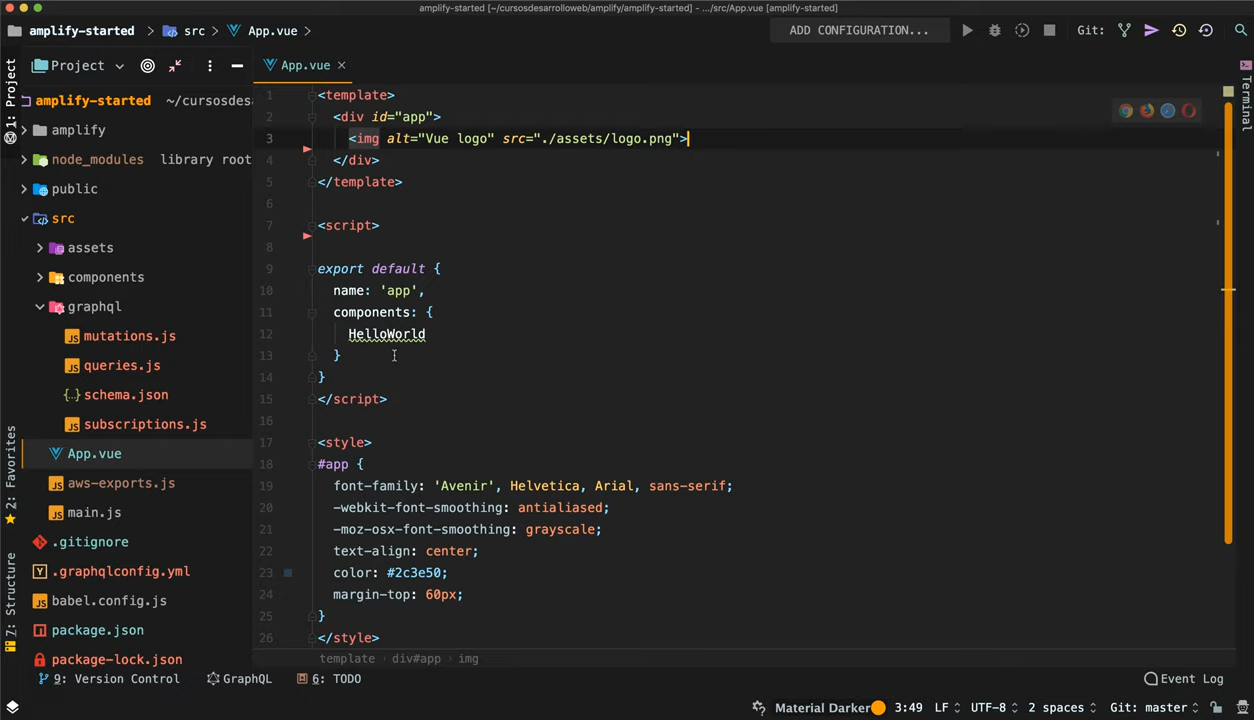 amplify-started [~/cursosdesarrolloweb/amplify/amplify-started] - .../src/App.vue [amplify-started]
amplify-started src App.vue ADD CONFIGURATION... Git:
1: Project
Project
App.vue
amplify-started ~/cursosdesa
amplify
node_modules library root
public
src
assets
components
graphql
mutations.js
queries.js
schema.json
subscriptions.js
App.vue
aws-exports.js
main.js
.gitignore
.graphqlconfig.yml
babel.config.js
package.json
package-lock.json
2: Favorites
7: Structure
Terminal
1 <template>
2 <div id="app">
3 <img alt="Vue logo" src="./assets/logo.png">
4 </div>
5 </template>
6
7 <script>
8
9 export default {
10 name: 'app',
11 components: {
12 HelloWorld
13 }
14 }
15 </script>
16
17 <style>
18 #app {
19 font-family: 'Avenir', Helvetica, Arial, sans-serif;
20 -webkit-font-smoothing: antialiased;
21 -moz-osx-font-smoothing: grayscale;
22 text-align: center;
23 color: #2c3e50;
24 margin-top: 60px;
25 }
26 </style>
template div#app img
9: Version Control GraphQL 6: TODO Event Log
Material Darker 3:49 LF UTF-8 2 spaces Git: master